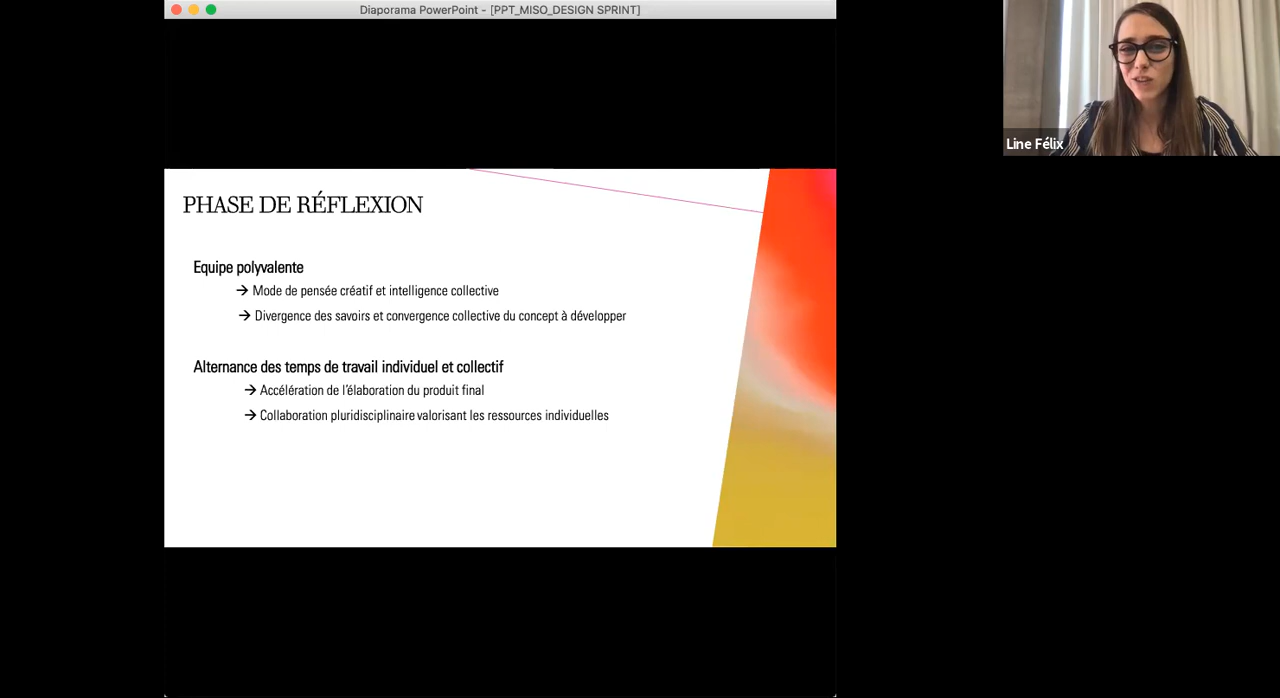 Diaporama PowerPoint - [PPT_MISO_DESIGN SPRINT]
Line Félix
PHASE DE RÉFLEXION
Equipe polyvalente
→ Mode de pensée créatif et intelligence collective
→ Divergence des savoirs et convergence collective du concept à développer
Alternance des temps de travail individuel et collectif
→ Accélération de l'élaboration du produit final
→ Collaboration pluridisciplinaire valorisant les ressources individuelles